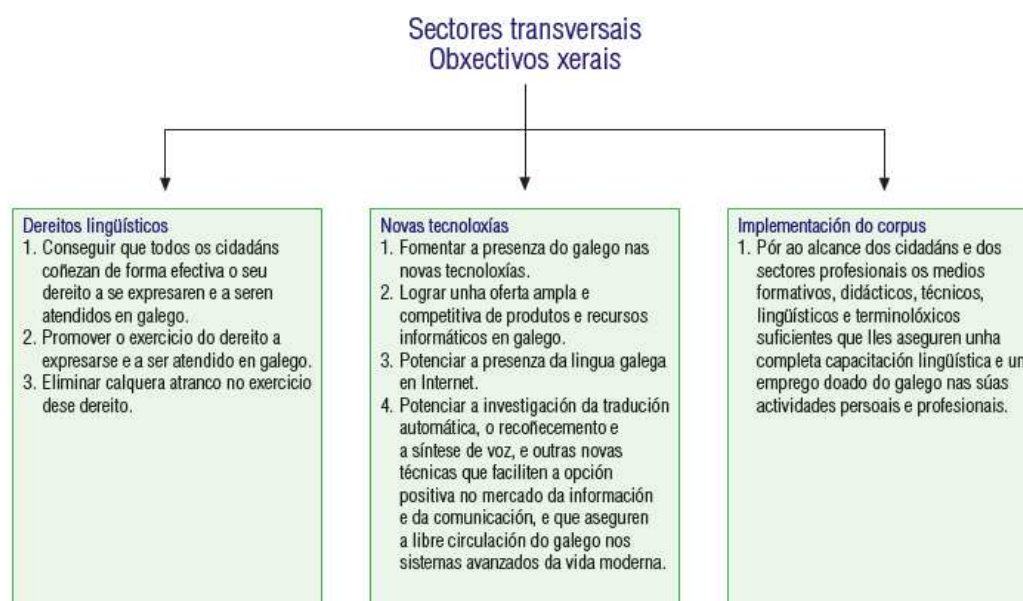 Sectores transversais
Obxectivos xerais
Dereitos lingüísticos
1. Conseguir que todos os cidadáns
coñezan de forma efectiva o seu
dereito a se expresaren e a seren
atendidos en galego.
2. Promover o exercicio do dereito a
expresarse e a ser atendido en galego.
3. Eliminar calquera atranco no exercicio
dese dereito.
Novas tecnoloxías
1. Fomentar a presenza do galego nas
novas tecnoloxías.
2. Lograr unha oferta ampla e
competitiva de produtos e recursos
informáticos en galego.
3. Potenciar a presenza da lingua galega
en Internet.
4. Potenciar a investigación da tradución
automática, o recoñecemento e
a síntese de voz, e outras novas
técnicas que faciliten a opción
positiva no mercado da información
e da comunicación, e que aseguren
a libre circulación do galego nos
sistemas avanzados da vida moderna.
Implementación do corpus
1. Pór ao alcance dos cidadáns e dos
sectores profesionais os medios
formativos, didácticos, técnicos,
lingüísticos e terminolóxicos
suficientes que lles aseguren unha
completa capacitación lingüística e un
emprego doado do galego nas súas
actividades persoais e profesionais.